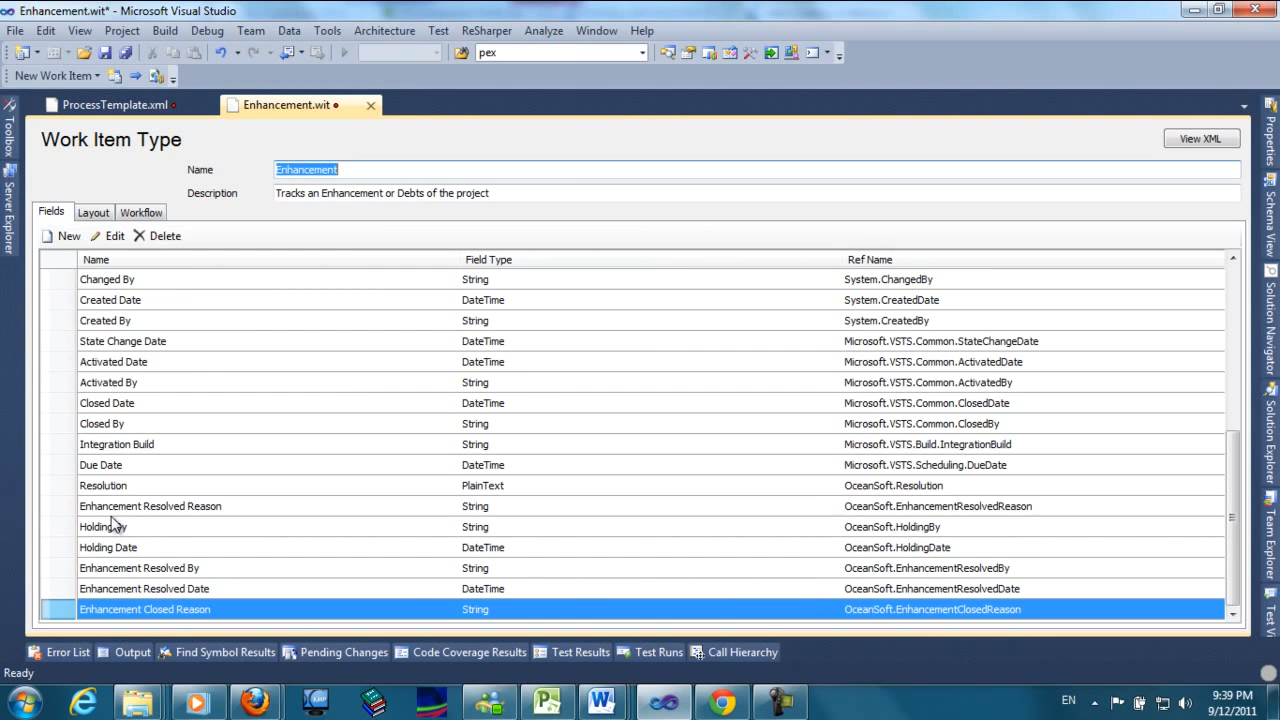 Enhancement.wit* - Microsoft Visual Studio
File Edit View Project Build Debug Team Data Tools Architecture Test ReSharper Analyze Window Help
pex
New Work Item
ProcessTemplate.xml Enhancement.wit
Toolbox
Server Explorer
Work Item Type
View XML
Name Enhancement
Description Tracks an Enhancement or Debts of the project
Fields Layout Workflow
New Edit Delete
Name Field Type Ref Name
Changed By String System.ChangedBy
Created Date DateTime System.CreatedDate
Created By String System.CreatedBy
State Change Date DateTime Microsoft.VSTS.Common.StateChangeDate
Activated Date DateTime Microsoft.VSTS.Common.ActivatedDate
Activated By String Microsoft.VSTS.Common.ActivatedBy
Closed Date DateTime Microsoft.VSTS.Common.ClosedDate
Closed By String Microsoft.VSTS.Common.ClosedBy
Integration Build String Microsoft.VSTS.Build.IntegrationBuild
Due Date DateTime Microsoft.VSTS.Scheduling.DueDate
Resolution PlainText OceanSoft.Resolution
Enhancement Resolved Reason String OceanSoft.EnhancementResolvedReason
Holding By String OceanSoft.HoldingBy
Holding Date DateTime OceanSoft.HoldingDate
Enhancement Resolved By String OceanSoft.EnhancementResolvedBy
Enhancement Resolved Date DateTime OceanSoft.EnhancementResolvedDate
Enhancement Closed Reason String OceanSoft.EnhancementClosedReason
Properties
Schema View
Solution Navigator
Solution Explorer
Team Explorer
Test Vi
Error List Output Find Symbol Results Pending Changes Code Coverage Results Test Results Test Runs Call Hierarchy
Ready
EN
9:39 PM
9/12/2011